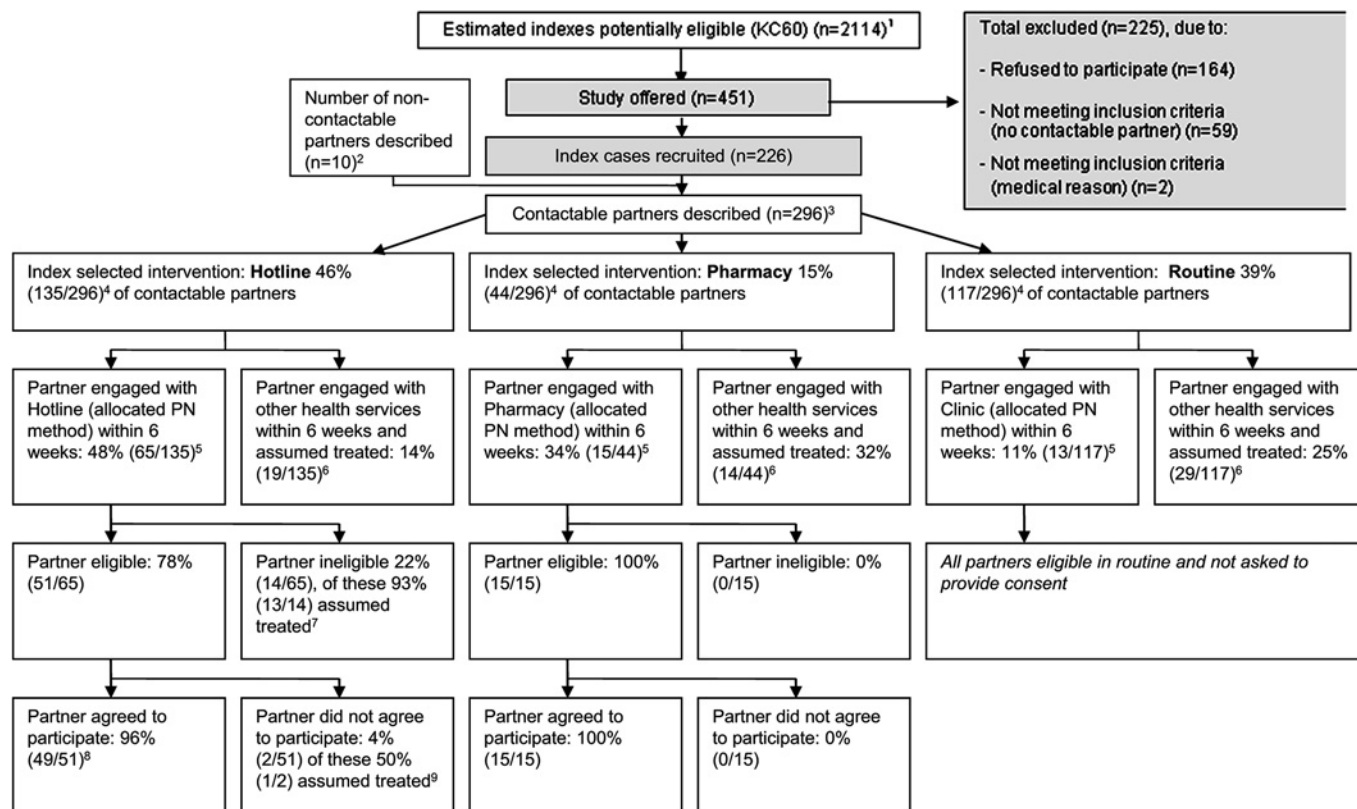 Estimated indexes potentially eligible (KC60) (n=2114)¹
Total excluded (n=225), due to:
- Refused to participate (n=164)
- Not meeting inclusion criteria
(no contactable partner) (n=59)
- Not meeting inclusion criteria
(medical reason) (n=2)
Study offered (n=451)
Number of non-
contactable
partners described
(n=10)²
Index cases recruited (n=226)
Contactable partners described (n=296)³
Index selected intervention: Hotline 46%
(135/296)⁴ of contactable partners
Index selected intervention: Pharmacy 15%
(44/296)⁴ of contactable partners
Index selected intervention: Routine 39%
(117/296)⁴ of contactable partners
Partner engaged with
Hotline (allocated PN
method) within 6
weeks: 48% (65/135)⁵
Partner engaged with
other health services
within 6 weeks and
assumed treated: 14%
(19/135)⁶
Partner engaged with
Pharmacy (allocated
PN method) within 6
weeks: 34% (15/44)⁵
Partner engaged with
other health services
within 6 weeks and
assumed treated: 32%
(14/44)⁶
Partner engaged with
Clinic (allocated PN
method) within 6
weeks: 11% (13/117)⁵
Partner engaged with
other health services
within 6 weeks and
assumed treated: 25%
(29/117)⁶
Partner eligible: 78%
(51/65)
Partner ineligible 22%
(14/65), of these 93%
(13/14) assumed
treated⁷
Partner eligible: 100%
(15/15)
Partner ineligible: 0%
(0/15)
All partners eligible in routine and not asked to
provide consent
Partner agreed to
participate: 96%
(49/51)⁸
Partner did not agree
to participate: 4%
(2/51) of these 50%
(1/2) assumed treated⁹
Partner agreed to
participate: 100%
(15/15)
Partner did not agree
to participate: 0%
(0/15)